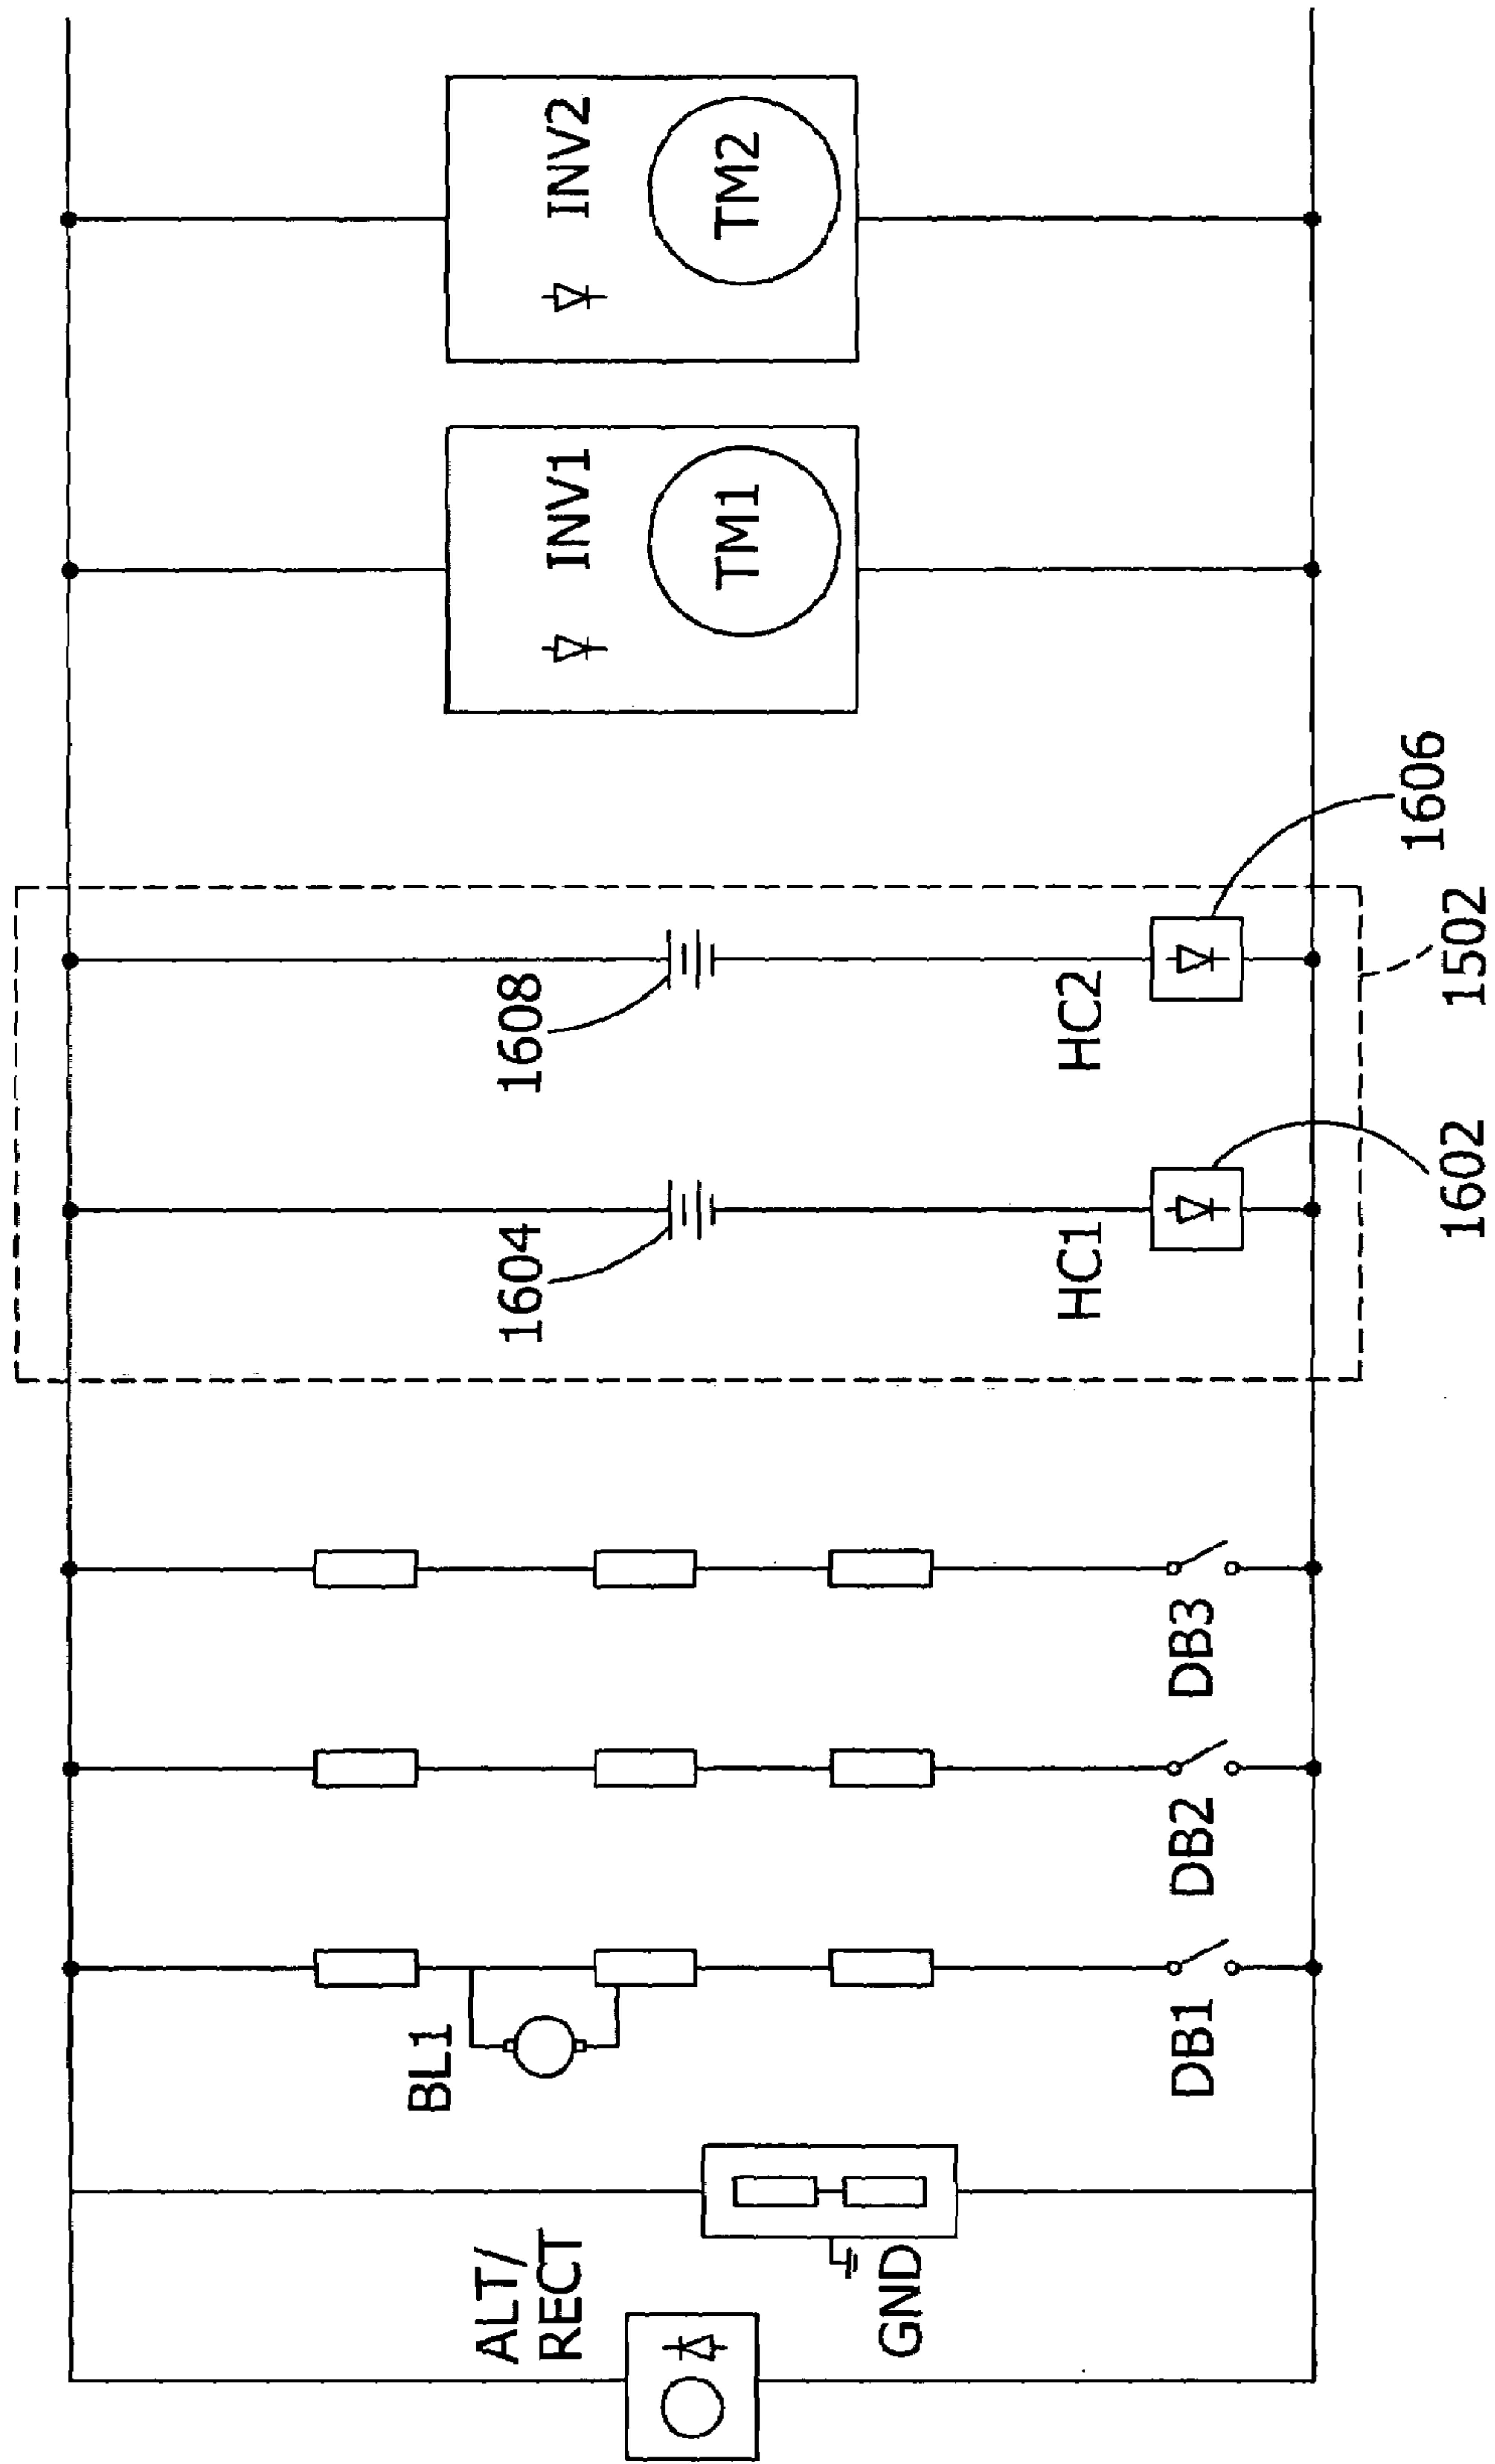 ALT/
RECT
GND
BL1
DB1
DB2
DB3
1604
HC1
1602
1608
HC2
1606
1502
INV1
TM1
INV2
TM2